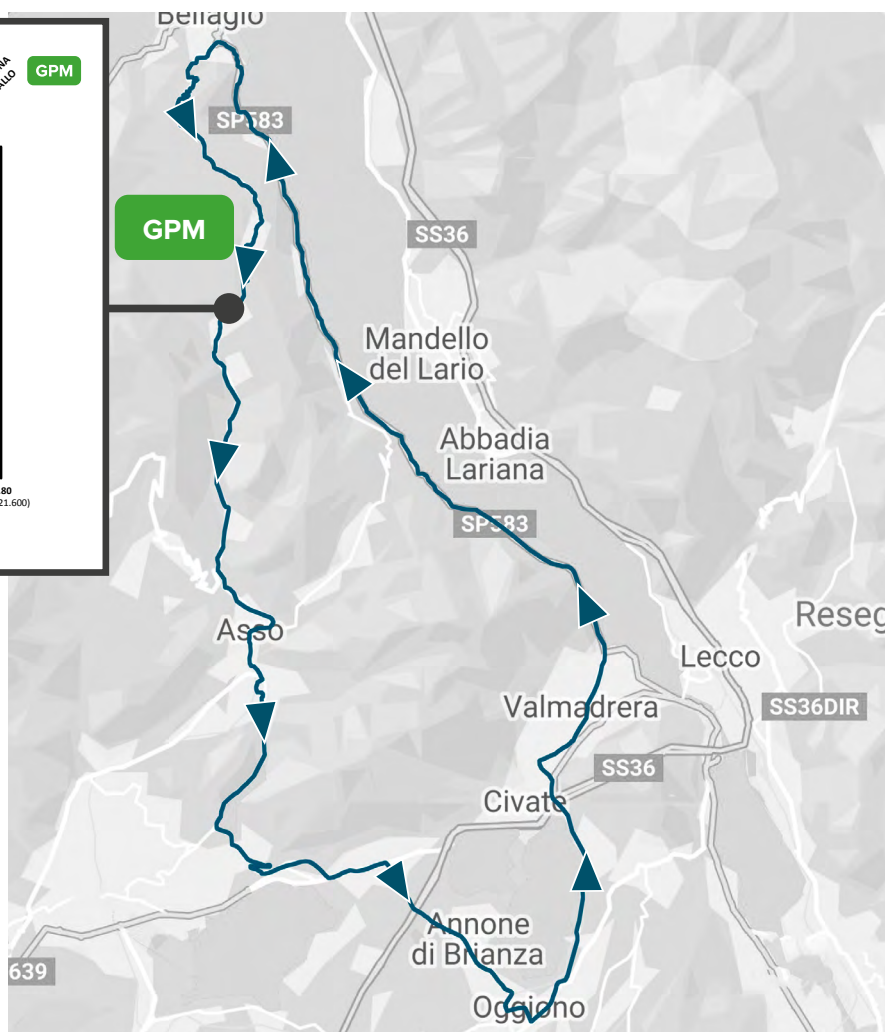 Bellagio
GPM
SP583
GPM
SS36
Mandello
del Lario
Abbadia
Lariana
SP583
Asso
Lecco
Valmadrera
SS36DIR
SS36
Civate
Annone
di Brianza
639
Oggiono